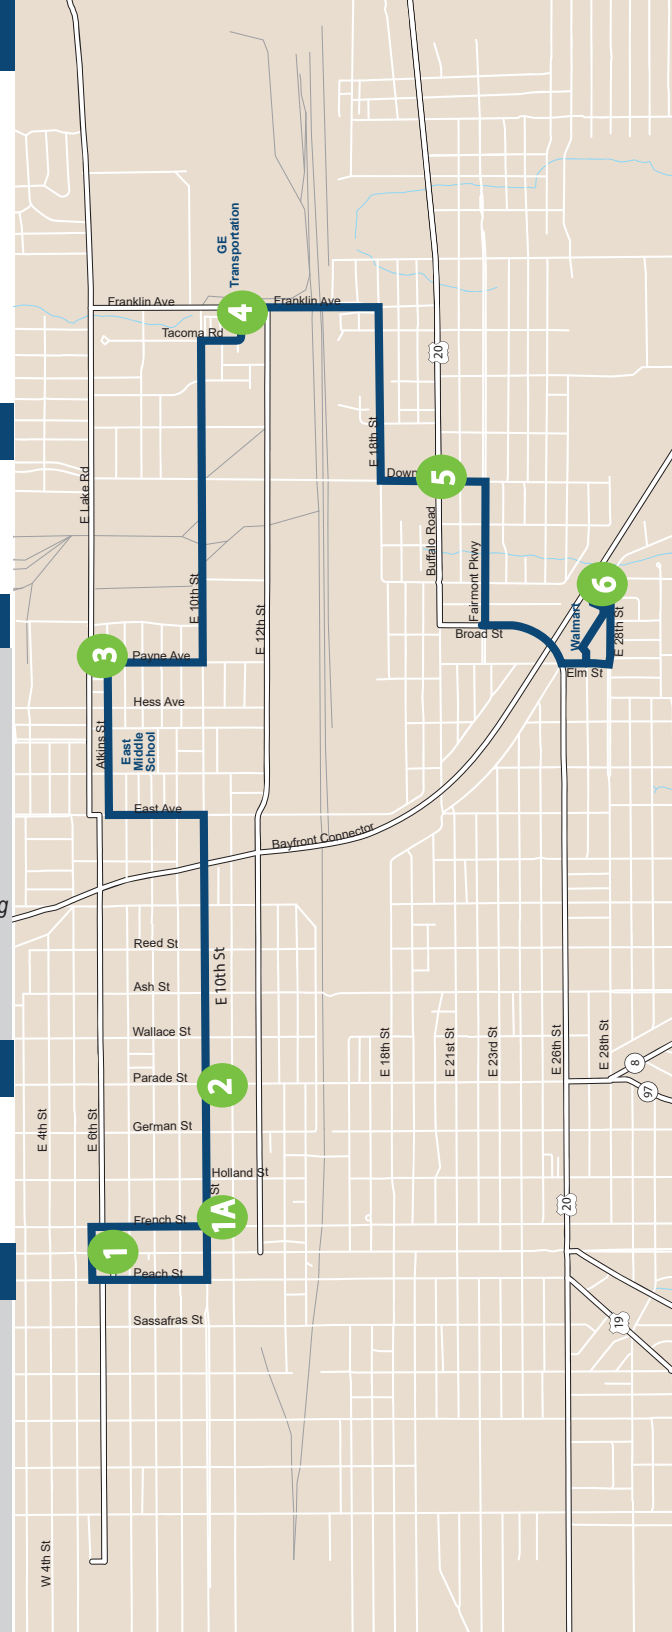 GE
Transportation
Franklin Ave
Franklin Ave
4
Tacoma Rd
20
E 18th St
E Lake Rd
Down
5
Buffalo Road
E 10th St
E 12th St
Fairmont Pkwy
6
Walmart
E 28th St
Broad St
3
Payne Ave
Elm St
Hess Ave
Atkins St
East
Middle
School
East Ave
Bayfront Connector
g
Reed St
E 10th St
Ash St
Wallace St
E 18th St
E 21st St
E 23rd St
E 26th St
E 28th St
8
Parade St
2
97
E 4th St
E 6th St
German St
Holland St
St
20
French St
1A
1
Peach St
Sassafras St
19
W 4th St